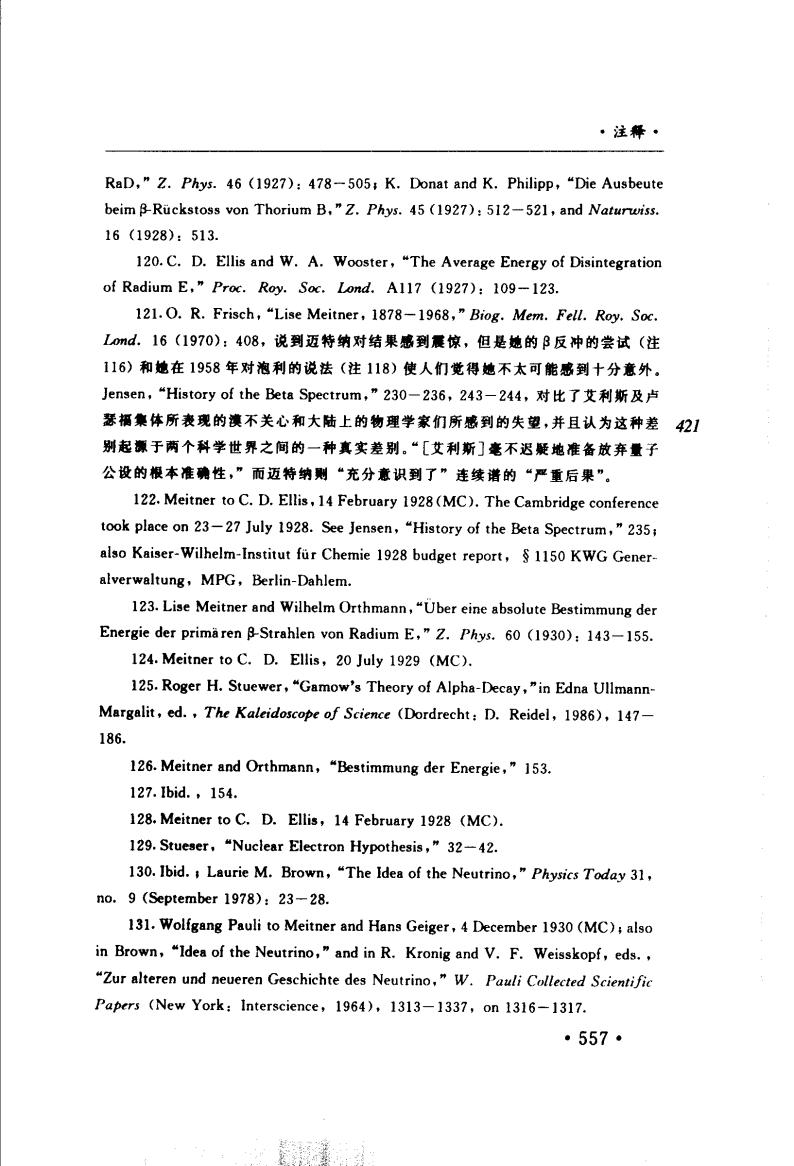 ·注释·
RaD," Z. Phys. 46 (1927): 478—505; K. Donat and K. Philipp, "Die Ausbeute
beim β-Rückstoss von Thorium B," Z. Phys. 45 (1927): 512—521, and Naturwiss.
16 (1928): 513.
120. C. D. Ellis and W. A. Wooster, "The Average Energy of Disintegration
of Radium E," Proc. Roy. Soc. Lond. A117 (1927): 109—123.
121. O. R. Frisch, "Lise Meitner, 1878—1968," Biog. Mem. Fell. Roy. Soc.
Lond. 16 (1970): 408, 说到迈特纳对结果感到震惊，但是她的β反冲的尝试（注
116）和她在 1958 年对泡利的说法（注 118）使人们觉得她不太可能感到十分意外。
Jensen, "History of the Beta Spectrum," 230—236, 243—244, 对比了艾利斯及卢
瑟福集体所表现的漠不关心和大陆上的物理学家们所感到的失望，并且认为这种差 421
别起源于两个科学世界之间的一种真实差别。“[艾利斯]毫不迟疑地准备放弃量子
公设的根本准确性，”而迈特纳则“充分意识到了”连续谱的“严重后果”。
122. Meitner to C. D. Ellis, 14 February 1928 (MC). The Cambridge conference
took place on 23—27 July 1928. See Jensen, "History of the Beta Spectrum," 235;
also Kaiser-Wilhelm-Institut für Chemie 1928 budget report, § 1150 KWG Gener-
alverwaltung, MPG, Berlin-Dahlem.
123. Lise Meitner and Wilhelm Orthmann, "Über eine absolute Bestimmung der
Energie der primären β-Strahlen von Radium E," Z. Phys. 60 (1930): 143—155.
124. Meitner to C. D. Ellis, 20 July 1929 (MC).
125. Roger H. Stuewer, "Gamow's Theory of Alpha-Decay," in Edna Ullmann-
Margalit, ed., The Kaleidoscope of Science (Dordrecht: D. Reidel, 1986), 147—
186.
126. Meitner and Orthmann, "Bestimmung der Energie," 153.
127. Ibid., 154.
128. Meitner to C. D. Ellis, 14 February 1928 (MC).
129. Stueser, "Nuclear Electron Hypothesis," 32—42.
130. Ibid.; Laurie M. Brown, "The Idea of the Neutrino," Physics Today 31,
no. 9 (September 1978): 23—28.
131. Wolfgang Pauli to Meitner and Hans Geiger, 4 December 1930 (MC); also
in Brown, "Idea of the Neutrino," and in R. Kronig and V. F. Weisskopf, eds.,
"Zur alteren und neueren Geschichte des Neutrino," W. Pauli Collected Scientific
Papers (New York: Interscience, 1964), 1313—1337, on 1316—1317.
·557·